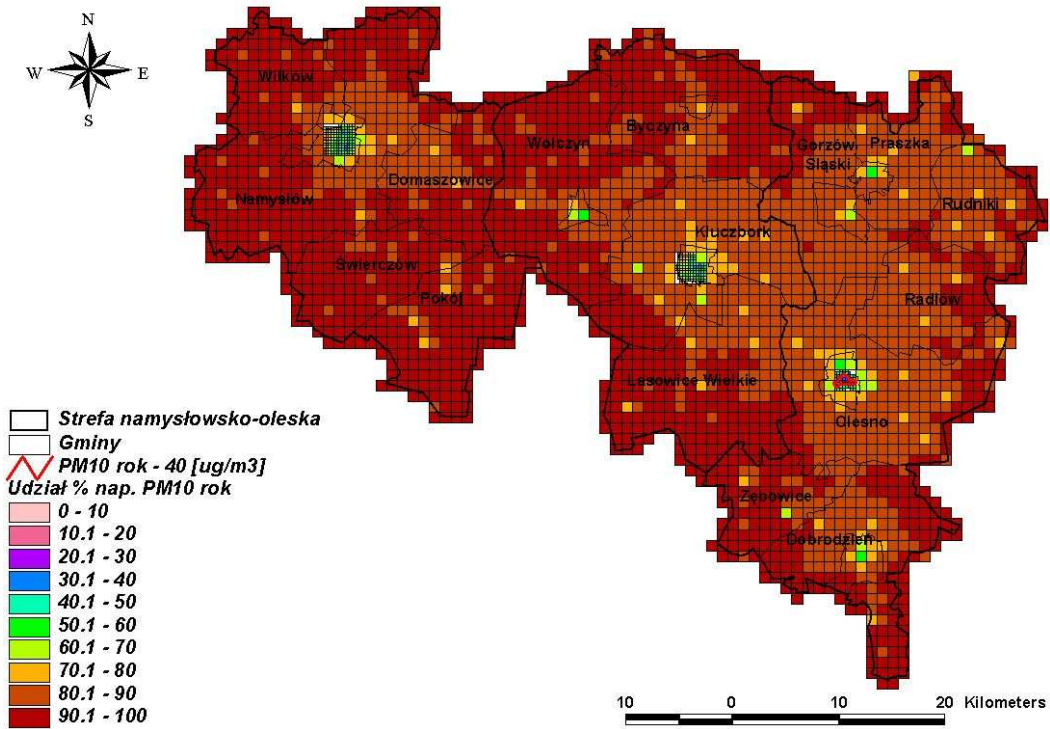 N
W E
S
Wilków
Namysłów
Domaszowice
Świerczów
Pokój
Wołczyn
Byczyna
Kluczbork
Lasowice Wielkie
Gorzów
Śląski
Praszka
Rudniki
Radłów
Olesno
Zębowice
Dobrodzień
Strefa namysłowsko-oleska
Gminy
PM10 rok - 40 [ug/m3]
Udział % nap. PM10 rok
0 - 10
10.1 - 20
20.1 - 30
30.1 - 40
40.1 - 50
50.1 - 60
60.1 - 70
70.1 - 80
80.1 - 90
90.1 - 100
10 0 10 20 Kilometers